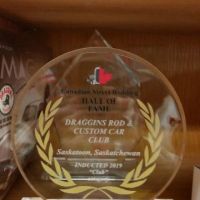 Canadian Street Rodding
HALL OF
FAME
DRAGGINS ROD &
CUSTOM CAR
CLUB
Saskatoon, Saskatchewan
INDUCTED 2019
"Club"